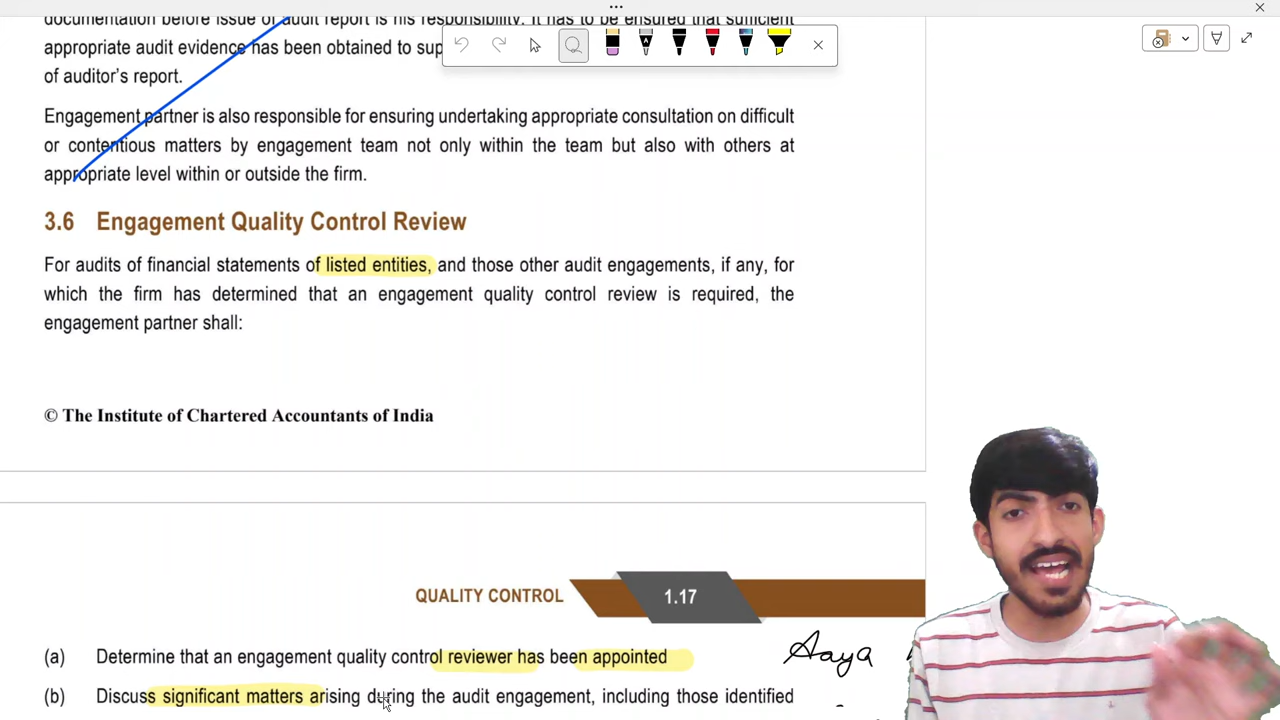 documentation before issue of audit report is his responsibility. It has to be ensured that sufficient
appropriate audit evidence has been obtained to sup
of auditor's report.
Engagement partner is also responsible for ensuring undertaking appropriate consultation on difficult
or contentious matters by engagement team not only within the team but also with others at
appropriate level within or outside the firm.
3.6 Engagement Quality Control Review
For audits of financial statements of listed entities, and those other audit engagements, if any, for
which the firm has determined that an engagement quality control review is required, the
engagement partner shall:
© The Institute of Chartered Accountants of India
QUALITY CONTROL 1.17
(a) Determine that an engagement quality control reviewer has been appointed
Aaya
(b) Discuss significant matters arising during the audit engagement, including those identified